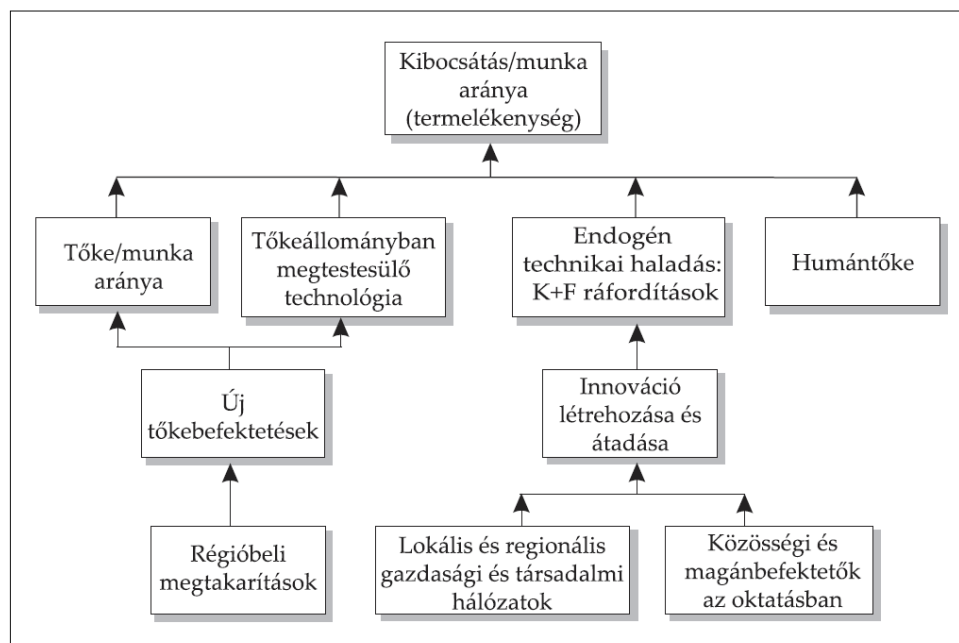 Kibocsátás/munka
aránya
(termelékenység)
Tőke/munka
aránya
Tőkeállományban
megtestesülő
technológia
Endogén
technikai haladás:
K+F ráfordítások
Humántőke
Új
tőkebefektetések
Innováció
létrehozása és
átadása
Régióbeli
megtakarítások
Lokális és regionális
gazdasági és társadalmi
hálózatok
Közösségi és
magánbefektetők
az oktatásban